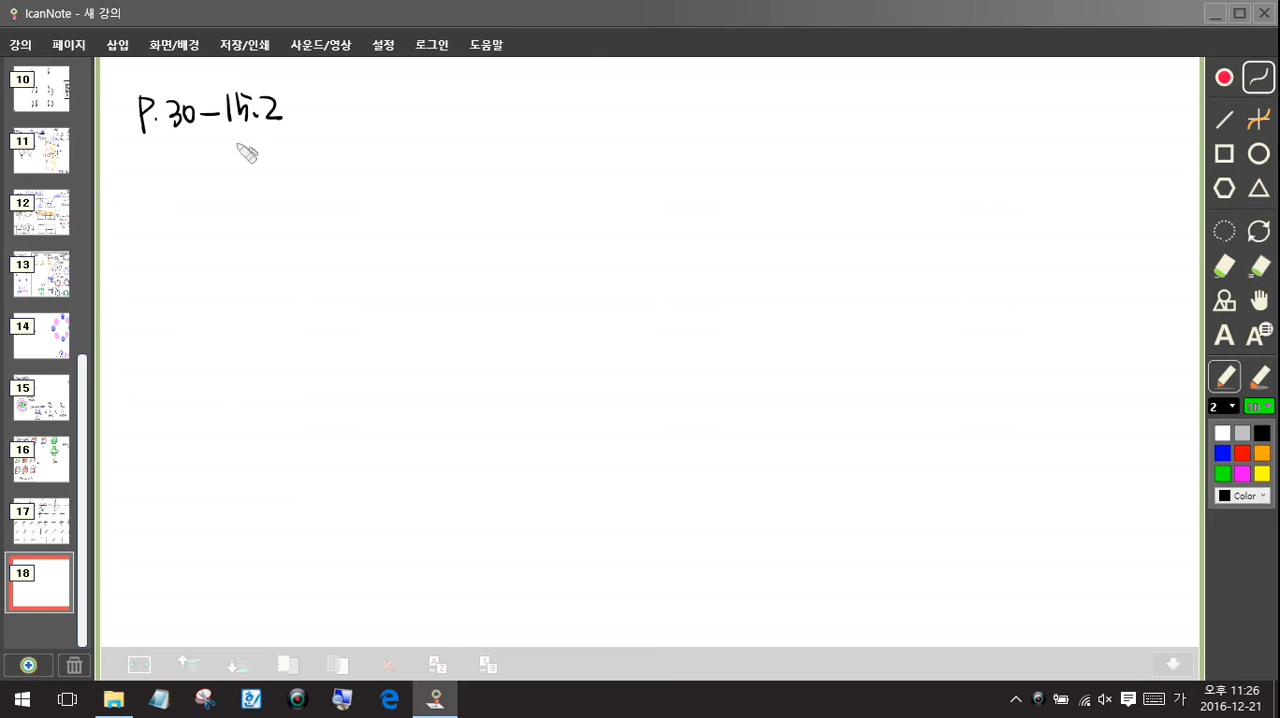 IcanNote - 새 강의
강의 페이지 삽입 화면/배경 저장/인쇄 사운드/영상 설정 로그인 도움말
P. 30-15.2
10
11
12
13
14
15
16
17
18
A A
2
Color
가 오후 11:26
2016-12-21